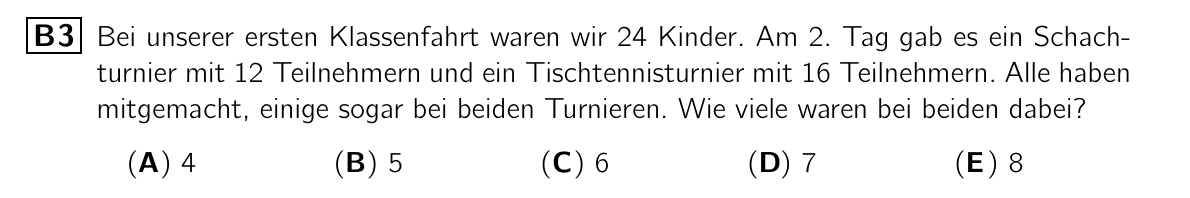 B3 Bei unserer ersten Klassenfahrt waren wir 24 Kinder. Am 2. Tag gab es ein Schach-
turnier mit 12 Teilnehmern und ein Tischtennisturnier mit 16 Teilnehmern. Alle haben
mitgemacht, einige sogar bei beiden Turnieren. Wie viele waren bei beiden dabei?
(A) 4 (B) 5 (C) 6 (D) 7 (E) 8